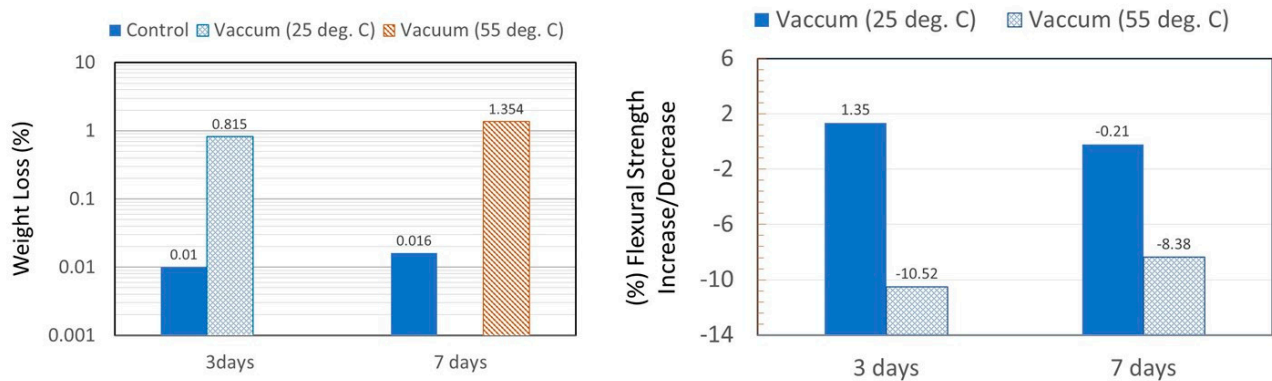 Control Vaccum (25 deg. C) Vacuum (55 deg. C)
Weight Loss (%)
10
1
0.1
0.01
0.001
0.01
0.815
0.016
1.354
3days
7 days
Vaccum (25 deg. C) Vaccum (55 deg. C)
(%) Flexural Strength
Increase/Decrease
6
2
-2
-6
-10
-14
1.35
-10.52
-0.21
-8.38
3 days
7 days